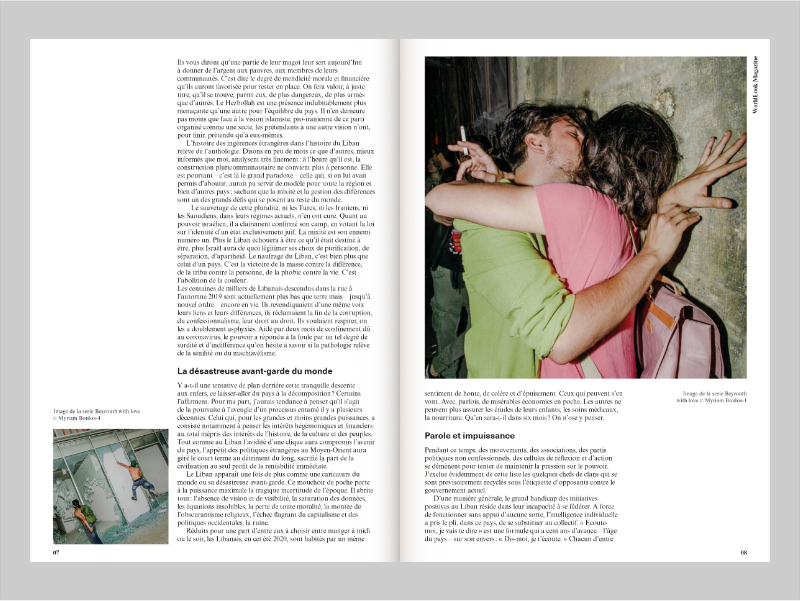 Ils vous diront qu'une partie de leur magot leur sert aujourd'hui
à donner de l'argent aux pauvres, aux membres de leurs
communautés. C'est dire le degré de mendicité morale et financière
qu'ils auront favorisée pour rester en place. On fera valoir, à juste
titre, qu'il se trouve, parmi eux, de plus dangereux, de plus armés
que d'autres. Le Hezbollah est une présence indubitablement plus
menaçante qu'une autre pour l'équilibre du pays. Il n'en demeure
pas moins que face à la vision islamiste, pro-iranienne de ce parti
organisé comme une secte, les prétendants à une autre vision n'ont,
pour finir, prétendu qu'à eux-mêmes.
L'histoire des ingérences étrangères dans l'histoire du Liban
relève de l'anthologie. Disons en peu de mots ce que d'autres, mieux
informés que moi, analysent très finement : à l'heure qu'il est, la
construction pluricommunautaire ne convient plus à personne. Elle
est pourtant – c'est là le grand paradoxe – celle qui, si on lui avait
permis d'aboutir, aurait pu servir de modèle pour toute la région et
bien d'autres pays ; sachant que la mixité et la gestion des différences
sont un des grands défis qui se posent au reste du monde.
Le sauvetage de cette pluralité, ni les Turcs, ni les Iraniens, ni
les Saoudiens, dans leurs régimes actuels, n'en ont cure. Quant au
pouvoir israélien, il a clairement confirmé son camp, en votant la loi
sur l'identité d'un état exclusivement juif. La mixité est son ennemi
numéro un. Plus le Liban échouera à être ce qu'il était destiné à
être, plus Israël aura de quoi légitimer ses choix de purification, de
séparation, d'apartheid. Le naufrage du Liban, c'est bien plus que
celui d'un pays. C'est la victoire de la masse contre la différence,
de la tribu contre la personne, de la phobie contre la vie. C'est
l'abolition de la couleur.
Les centaines de milliers de Libanais descendus dans la rue à
l'automne 2019 sont actuellement plus bas que terre mais – jusqu'à
nouvel ordre – encore en vie. Ils revendiquaient d'une même voix
leurs liens et leurs différences, ils réclamaient la fin de la corruption,
du confessionnalisme, leur droit au droit. Ils voulaient respirer, on
les a doublement asphyxiés. Aidé par deux mois de confinement dû
au coronavirus, le pouvoir a répondu à la foule par un tel degré de
surdité et d'indifférence qu'on hésite à savoir si la pathologie relève
de la sénilité ou du machiavélisme.
La désastreuse avant-garde du monde
Y a-t-il une tentative de plan derrière cette tranquille descente
aux enfers, ce laisser-aller du pays à la décomposition ? Certains
l'affirment. Pour ma part, j'aurais tendance à penser qu'il s'agit
de la poursuite à l'aveugle d'un processus entamé il y a plusieurs
décennies. Celui qui, pour les grandes et moins grandes puissances, a
consisté notamment à penser les intérêts hégémoniques et financiers
au total mépris des intérêts de l'histoire, de la culture et des peuples.
Tout comme au Liban l'avidité d'une clique aura compromis l'avenir
du pays, l'appétit des politiques étrangères au Moyen-Orient aura
géré le court terme au détriment du long, sacrifié la part de la
civilisation au seul profit de la rentabilité immédiate.
Le Liban apparaît une fois de plus comme une caricature du
monde ou sa désastreuse avant-garde. Ce mouchoir de poche porte
à la puissance maximale la tragique incertitude de l'époque. Il abrite
tout : l'absence de vision et de visibilité, la saturation des données,
les équations insolubles, la perte de toute moralité, la montée de
l'obscurantisme religieux, l'échec flagrant du capitalisme et des
politiques occidentales, la ruine.
Réduits pour une part d'entre eux à choisir entre manger à midi
ou le soir, les Libanais, en cet été 2020, sont habités par un même
Image de la serie Beyrouth with love
© Myriam Boulos-4
07
WorldLook Magazine
sentiment de honte, de colère et d'épuisement. Ceux qui peuvent s'en
vont. Avec, parfois, de misérables économies en poche. Les autres ne
peuvent plus assurer les études de leurs enfants, les soins médicaux,
la nourriture. Qu'en sera-t-il dans six mois ? On n'ose y penser.
Image de la serie Beyrouth
with love © Myriam Boulos-1
Parole et impuissance
Pendant ce temps, des mouvements, des associations, des partis
politiques non confessionnels, des cellules de réflexion et d'action
se démènent pour tenter de maintenir la pression sur le pouvoir.
J'exclue évidemment de cette liste les quelques chefs de clans qui se
sont provisoirement recyclés sous l'étiquette d'opposants contre le
gouvernement actuel.
D'une manière générale, le grand handicap des initiatives
positives au Liban réside dans leur incapacité à se fédérer. A force
de fonctionner sans appui d'aucune sorte, l'intelligence individuelle
a pris le pli, dans ce pays, de se substituer au collectif. « Ecoute-
moi, je vais te dire » est une formule qui a cent ans d'avance – l'âge
du pays – sur son envers : « Dis-moi, je t'écoute. » Chacun d'entre
08